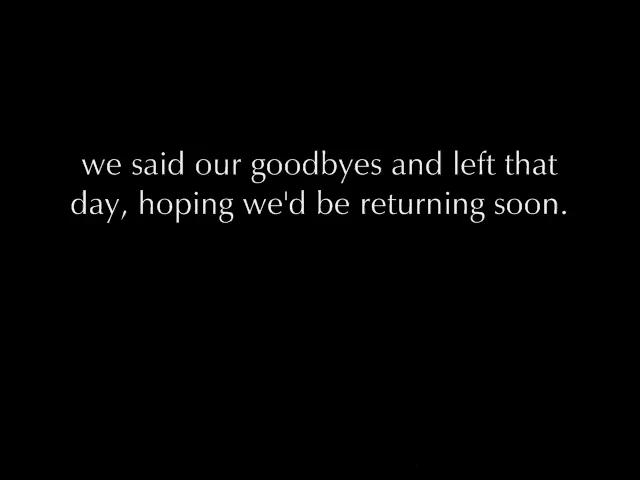 we said our goodbyes and left that
day, hoping we'd be returning soon.